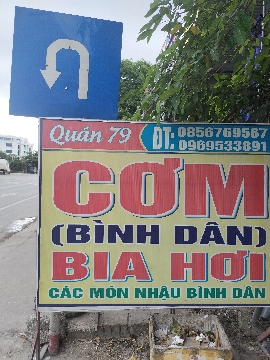 Quán 79 ĐT: 0856769567
0969533891
CƠM
(BÌNH DÂN)
BIA HƠI
CÁC MÓN NHẬU BÌNH DÂN